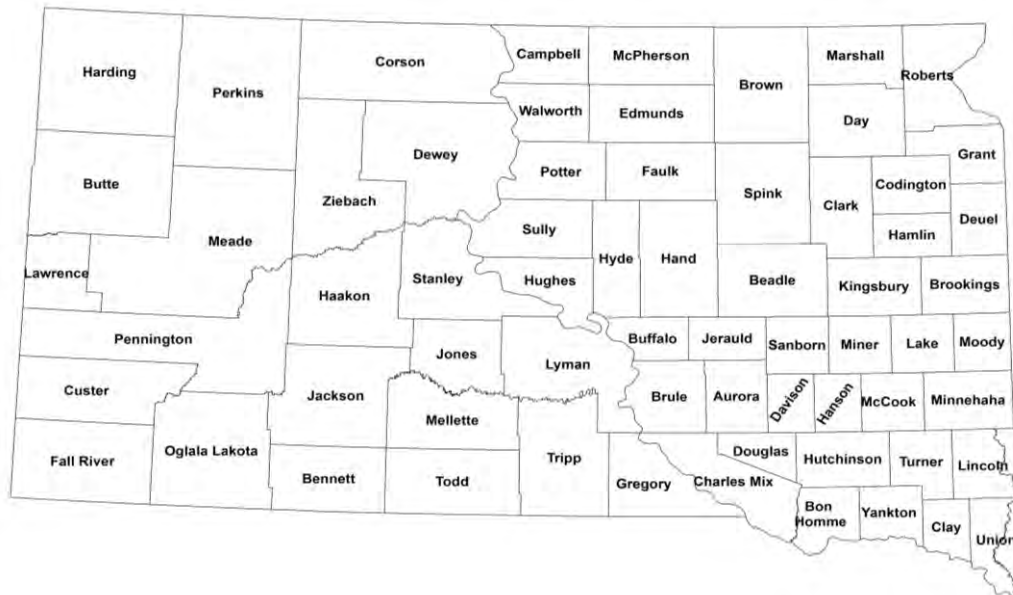 Harding
Perkins
Corson
Campbell
McPherson
Brown
Marshall
Roberts
Walworth
Edmunds
Day
Dewey
Grant
Butte
Ziebach
Potter
Faulk
Spink
Codington
Clark
Deuel
Meade
Sully
Hamlin
Lawrence
Stanley
Hyde
Hand
Haakon
Hughes
Beadle
Kingsbury
Brookings
Pennington
Buffalo
Jerauld
Sanborn
Miner
Lake
Moody
Jones
Lyman
Custer
Jackson
Brule
Aurora
Davison
Hanson
McCook
Minnehaha
Mellette
Fall River
Oglala Lakota
Tripp
Douglas
Hutchinson
Turner
Lincoln
Bennett
Todd
Gregory
Charles Mix
Bon
Homme
Yankton
Clay
Union